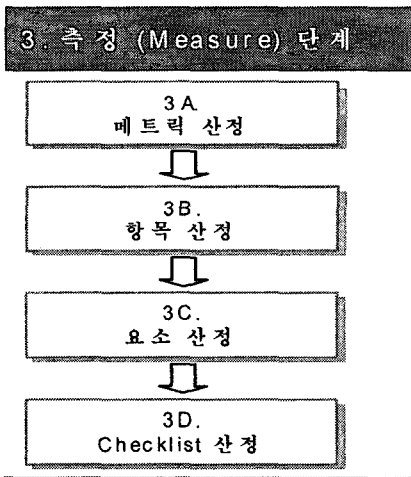 3. 측정 (Measure) 단계
3A.
메트릭 산정
3B.
항목 산정
3C.
요소 산정
3D.
Checklist 산정